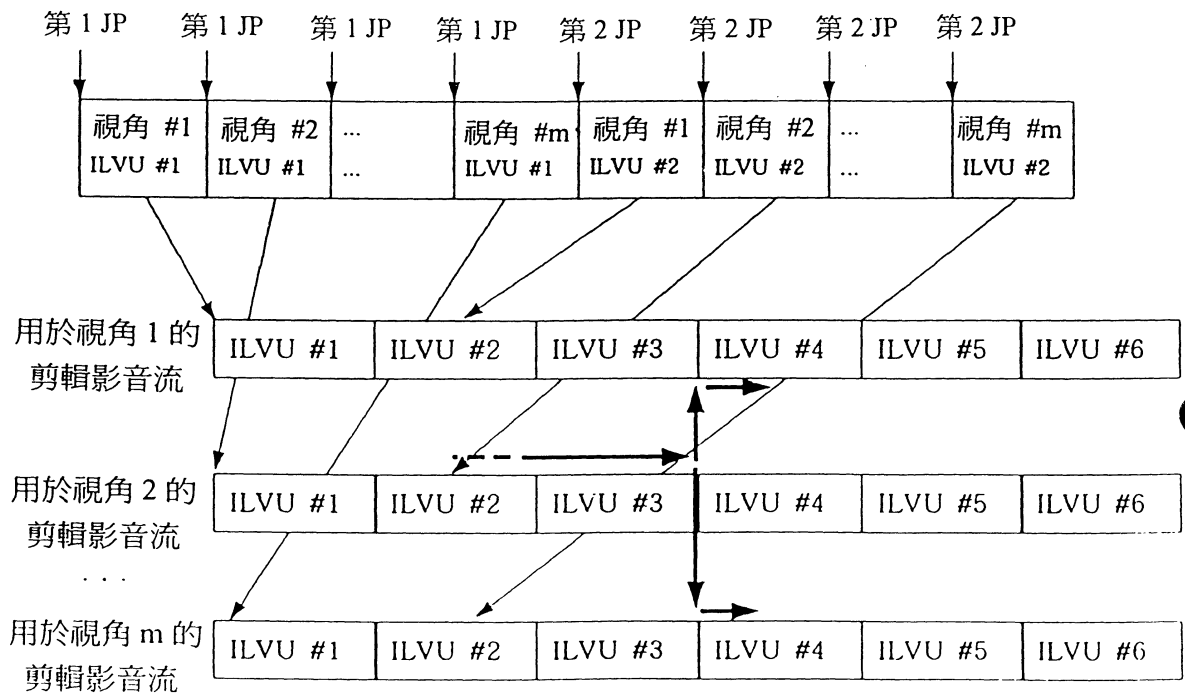 第 1 JP 第 1 JP 第 1 JP 第 1 JP 第 2 JP 第 2 JP 第 2 JP 第 2 JP
視角 #1 視角 #2 ... 視角 #m 視角 #1 視角 #2 ... 視角 #m
ILVU #1 ILVU #1 ... ILVU #1 ILVU #2 ILVU #2 ... ILVU #2
用於視角 1 的
剪輯影音流
ILVU #1 ILVU #2 ILVU #3 ILVU #4 ILVU #5 ILVU #6
用於視角 2 的
剪輯影音流
ILVU #1 ILVU #2 ILVU #3 ILVU #4 ILVU #5 ILVU #6
. . .
用於視角 m 的
剪輯影音流
ILVU #1 ILVU #2 ILVU #3 ILVU #4 ILVU #5 ILVU #6